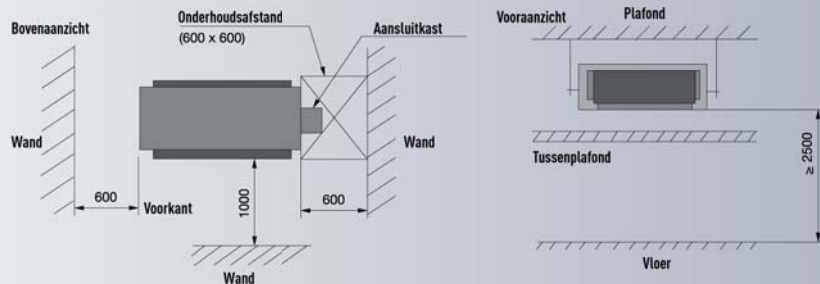 Bovenaanzicht
Onderhoudsafstand
(600 x 600)
Aansluitkast
Wand
Wand
600
Voorkant
1000
600
Wand
Vooraanzicht
Plafond
Tussenplafond
≥ 2500
Vloer